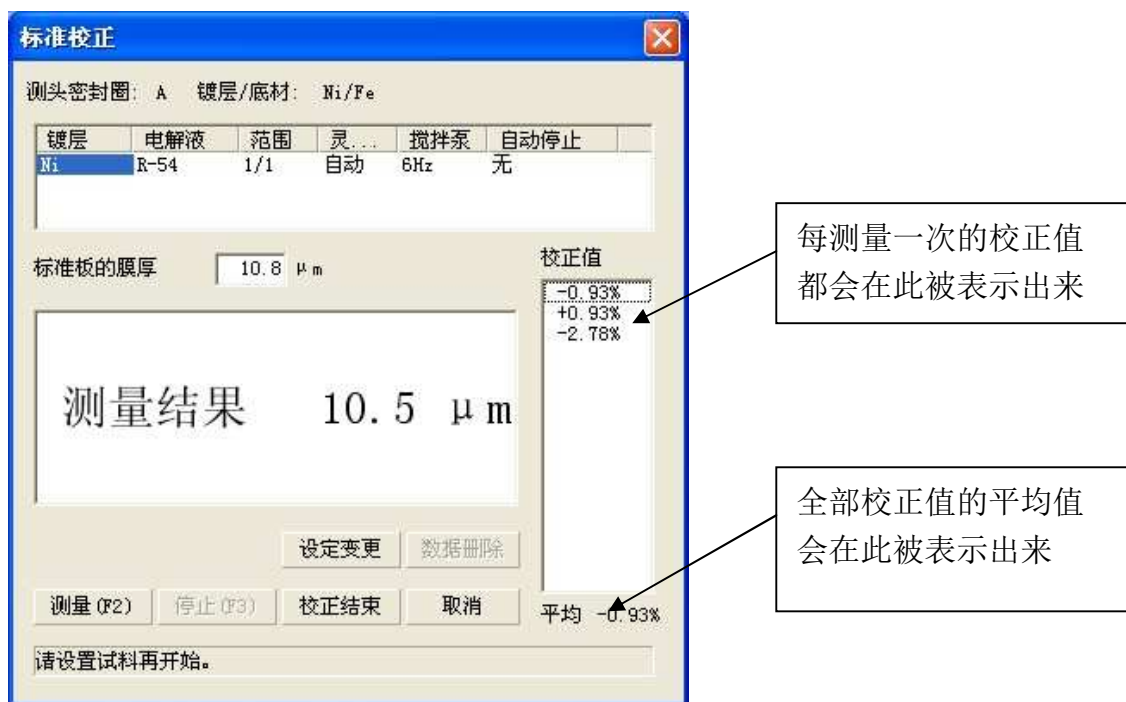 标准校正
测头密封圈: A 镀层/底材: Ni/Fe
镀层 电解液 范围 灵... 搅拌泵 自动停止
Ni R-54 1/1 自动 6Hz 无
标准板的膜厚 10.8 μm
校正值
-0.93%
+0.93%
-2.78%
测量结果 10.5 μm
设定变更 数据册除
测量(F2) 停止(F3) 校正结束 取消
平均 -0.93%
请设置试料再开始。
每测量一次的校正值
都会在此被表示出来
全部校正值的平均值
会在此被表示出来